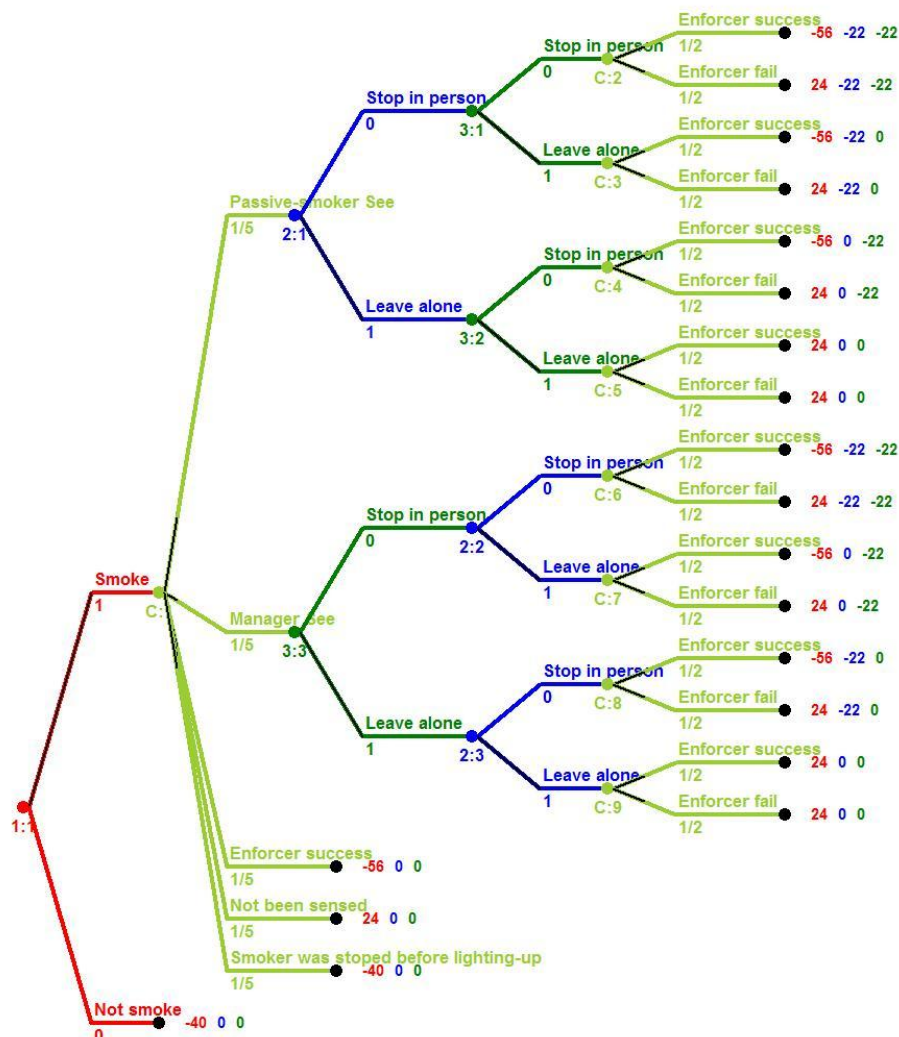 Enforcer success
-56 -22 -22
Stop in person
1/2
0
C:2
Enforcer fail
24 -22 -22
1/2
Stop in person
0
3:1
Enforcer success
-56 -22 0
Leave alone
1/2
1
C:3
Enforcer fail
24 -22 0
1/2
Passive-smoker See
1/5
2:1
Enforcer success
-56 0 -22
Stop in person
1/2
0
C:4
Enforcer fail
24 0 -22
1/2
Leave alone
1
3:2
Enforcer success
24 0 0
Leave alone
1/2
1
C:5
Enforcer fail
24 0 0
1/2
Enforcer success
-56 -22 -22
Stop in person
1/2
0
C:6
Enforcer fail
24 -22 -22
1/2
Stop in person
0
2:2
Enforcer success
-56 0 -22
Leave alone
1/2
1
C:7
Enforcer fail
24 0 -22
1/2
Smoke
1
C:
Manager See
1/5
3:3
Enforcer success
-56 -22 0
Stop in person
1/2
0
C:8
Enforcer fail
24 -22 0
1/2
Leave alone
1
2:3
Enforcer success
24 0 0
Leave alone
1/2
1
C:9
Enforcer fail
24 0 0
1/2
1:1
Enforcer success
-56 0 0
1/5
Not been sensed
24 0 0
1/5
Smoker was stoped before lighting-up
-40 0 0
1/5
Not smoke
-40 0 0
0